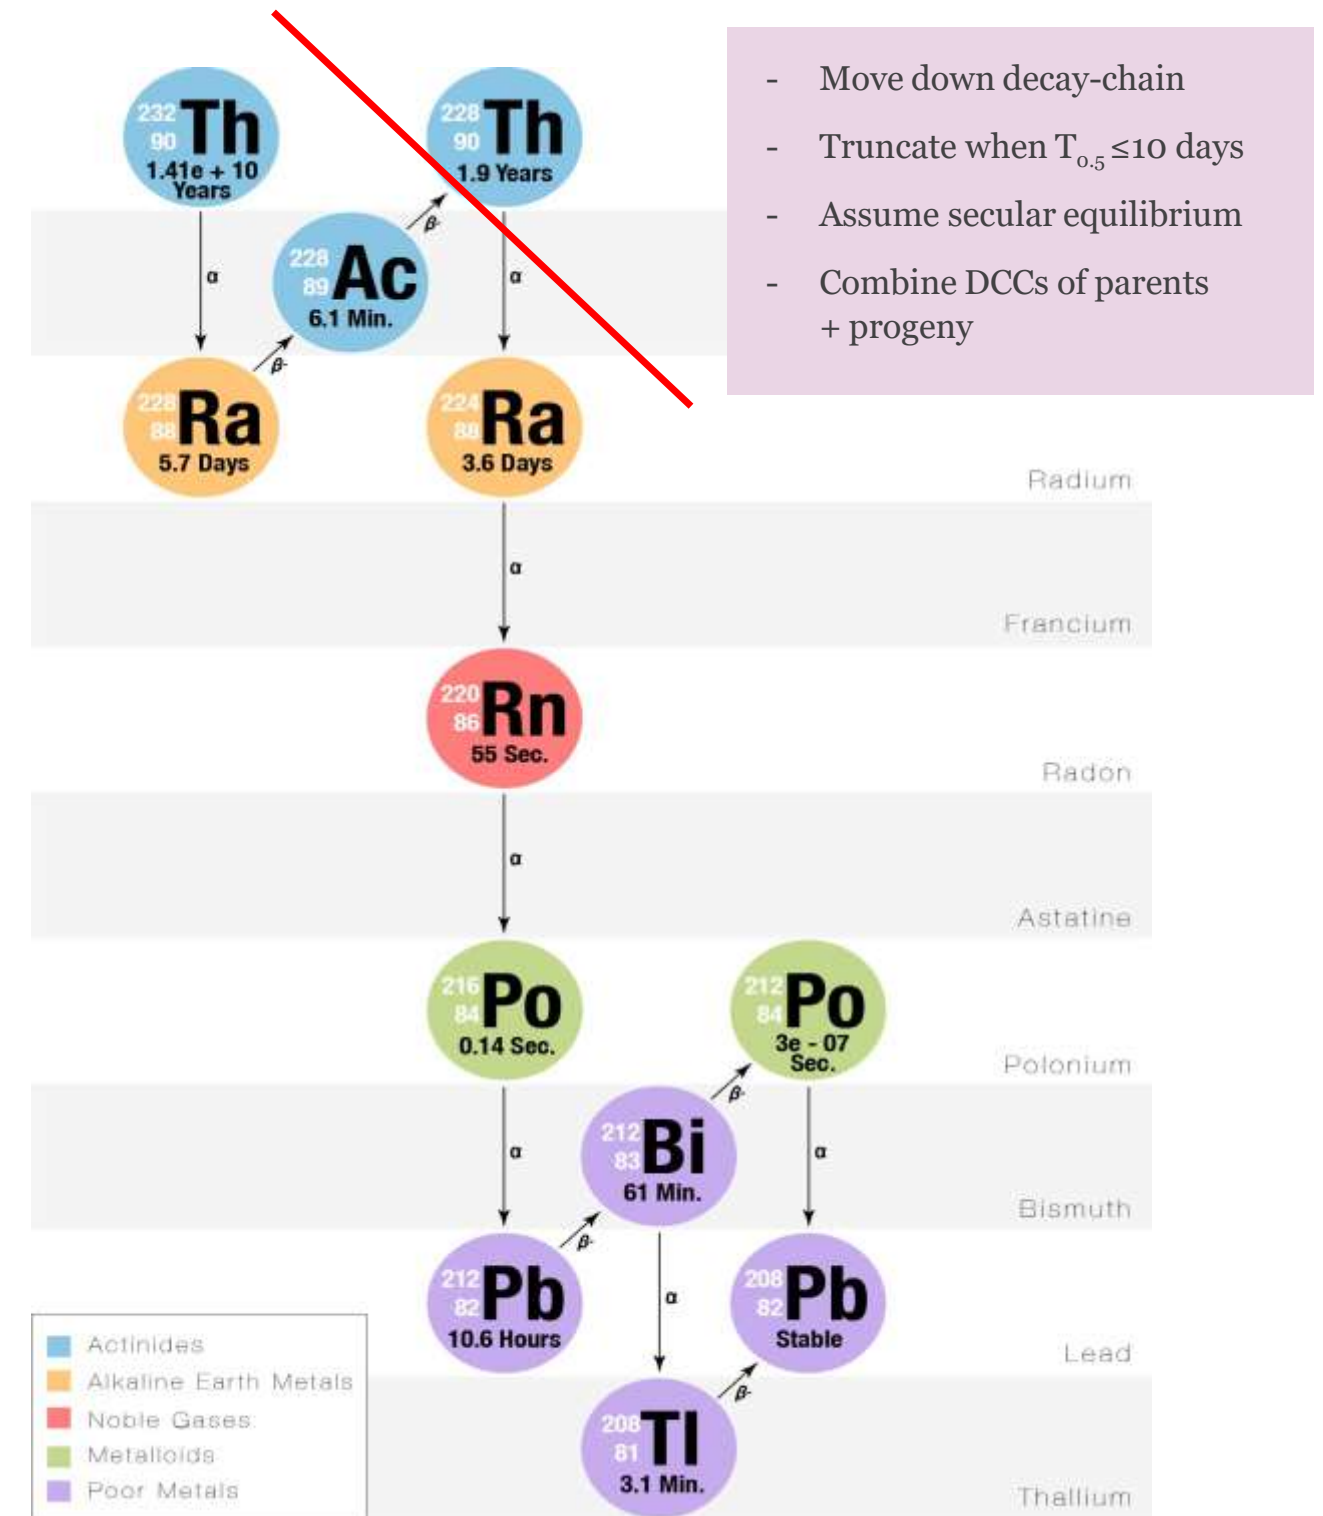 - Move down decay-chain
- Truncate when T₀.₅ ≤10 days
- Assume secular equilibrium
- Combine DCCs of parents
+ progeny
232
90
Th
1.41e + 10
Years
228
90
Th
1.9 Years
α
β-
228
89
Ac
6.1 Min.
α
β-
228
88
Ra
5.7 Days
224
88
Ra
3.6 Days
Radium
α
Francium
220
86
Rn
55 Sec.
Radon
α
Astatine
216
84
Po
0.14 Sec.
212
84
Po
3e - 07
Sec.
Polonium
β-
α
212
83
Bi
61 Min.
α
Bismuth
β-
212
82
Pb
10.6 Hours
α
208
82
Pb
Stable
Lead
β-
208
81
Tl
3.1 Min.
Thallium
Actinides
Alkaline Earth Metals
Noble Gases
Metalloids
Poor Metals